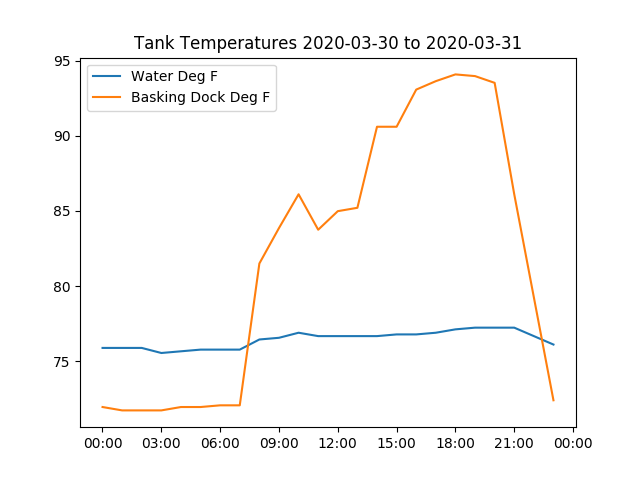 Tank Temperatures 2020-03-30 to 2020-03-31
Water Deg F
Basking Dock Deg F
95
90
85
80
75
00:00 03:00 06:00 09:00 12:00 15:00 18:00 21:00 00:00